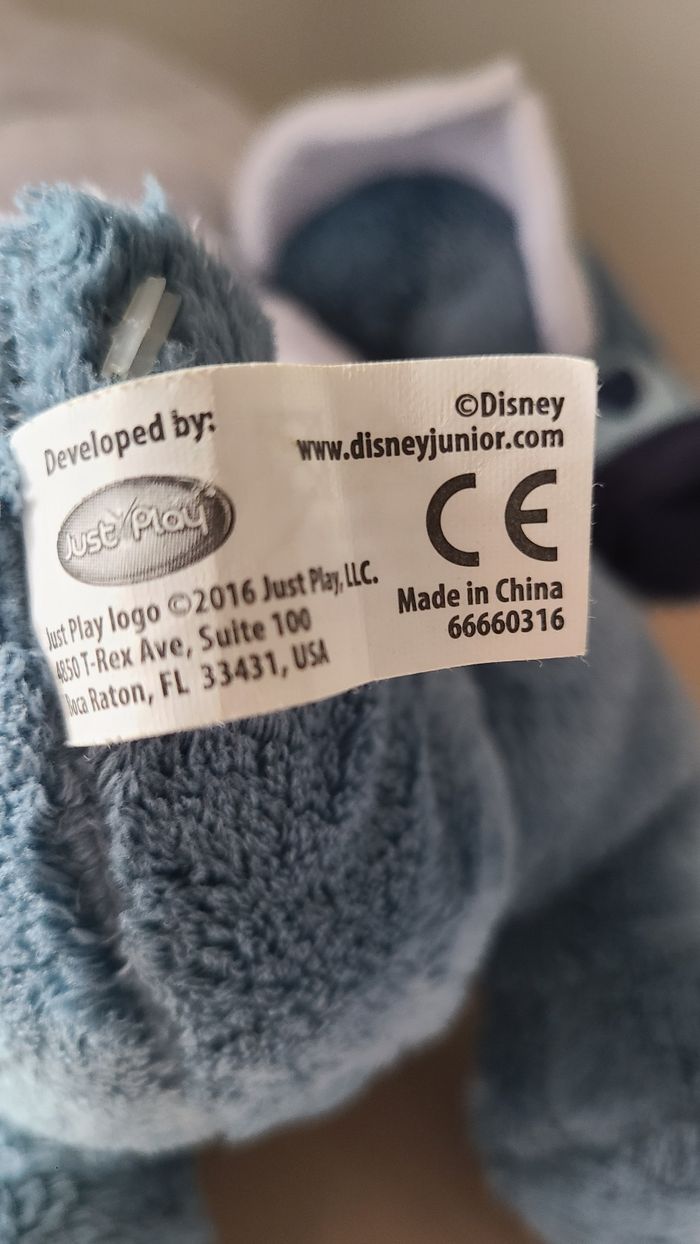 Developed by:
Just Play
Just Play logo ©2016 Just Play, LLC.
4850 T-Rex Ave, Suite 100
Boca Raton, FL 33431, USA
©Disney
www.disneyjunior.com
CE
Made in China
66660316